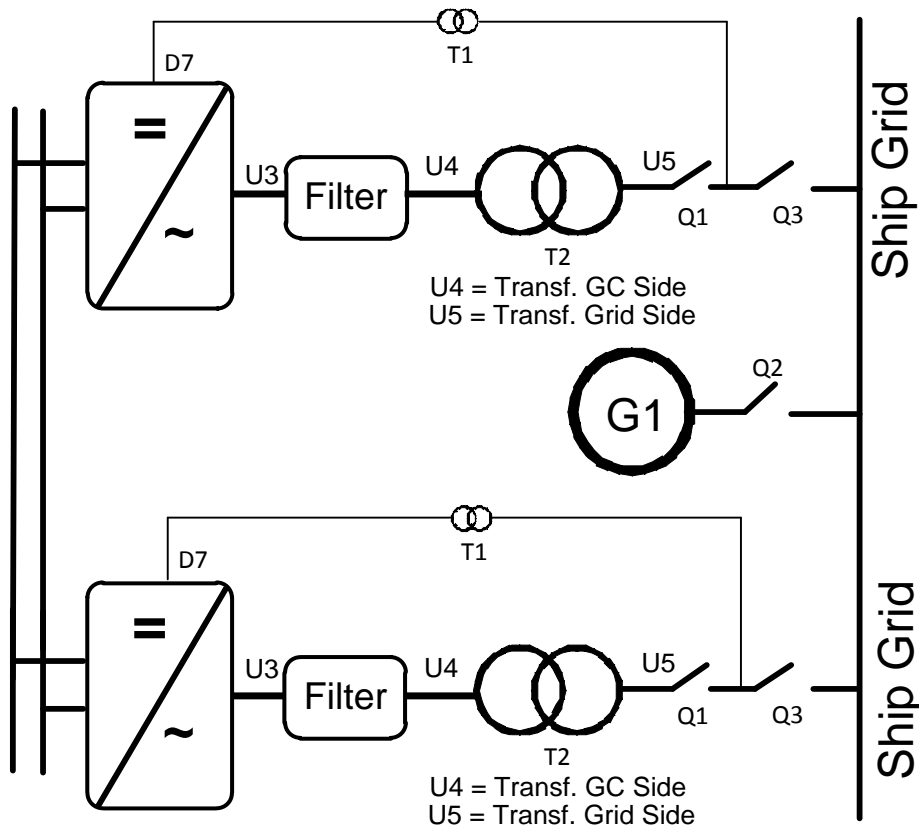 T1
D7
=
~
U3
Filter
U4
T2
U5
Q1
Q3
U4 = Transf. GC Side
U5 = Transf. Grid Side
Ship Grid
G1
Q2
T1
D7
=
~
U3
Filter
U4
T2
U5
Q1
Q3
U4 = Transf. GC Side
U5 = Transf. Grid Side
Ship Grid